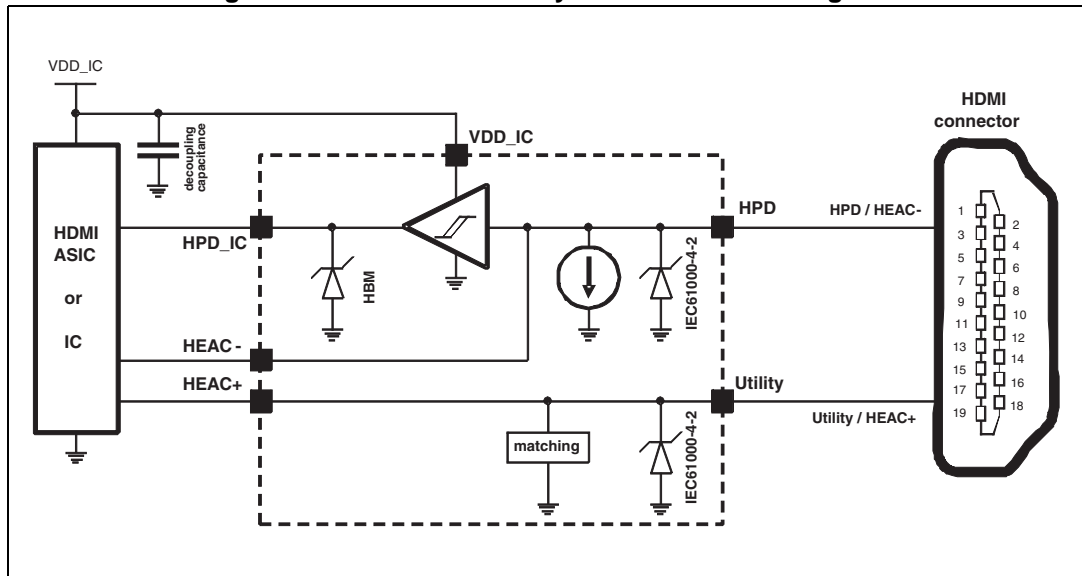 VDD_IC
HDMI
connector
decoupling
capacitance
VDD_IC
HDMI
ASIC
or
IC
HPD_IC
HBM
IEC61000-4-2
HPD
HPD / HEAC-
1
2
3
4
5
6
7
8
9
10
11
12
13
14
15
16
17
18
19
HEAC -
HEAC+
Utility
Utility / HEAC+
matching
IEC61000-4-2